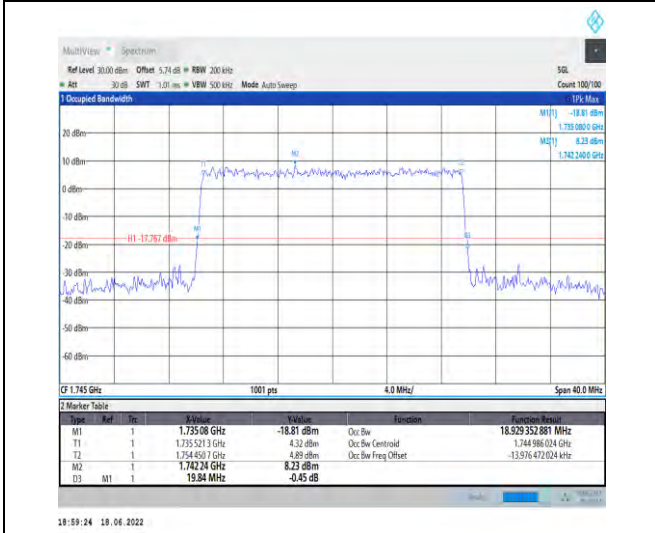 MultiView Spectrum
Ref Level 30.00 dBm Offset 5.74 dB RBW 200 kHz SGL
Att 30 dB SWT 1.01 ms VBW 500 kHz Mode Auto Sweep Count 100/100
1 Occupied Bandwidth 1Pk Max
M1[1] -18.81 dBm
1.735 080 0 GHz
M2[1] 8.23 dBm
1.742 240 0 GHz
20 dBm
M2
T1
10 dBm
0 dBm
-10 dBm
M1
H1 -17.767 dBm
-20 dBm
-30 dBm
-40 dBm
-50 dBm
-60 dBm
CF 1.745 GHz 1001 pts 4.0 MHz/ Span 40.0 MHz
2 Marker Table
Type Ref Trc X-Value Y-Value Function Function Result
M1 1 1.735 08 GHz -18.81 dBm Occ Bw 18.929 352 881 MHz
T1 1 1.735 521 3 GHz 4.32 dBm Occ Bw Centroid 1.744 986 024 GHz
T2 1 1.754 450 7 GHz 4.89 dBm Occ Bw Freq Offset -13.976 472 024 kHz
M2 1 1.742 24 GHz 8.23 dBm
D3 M1 1 19.84 MHz -0.45 dB
18:59:24 18.06.2022